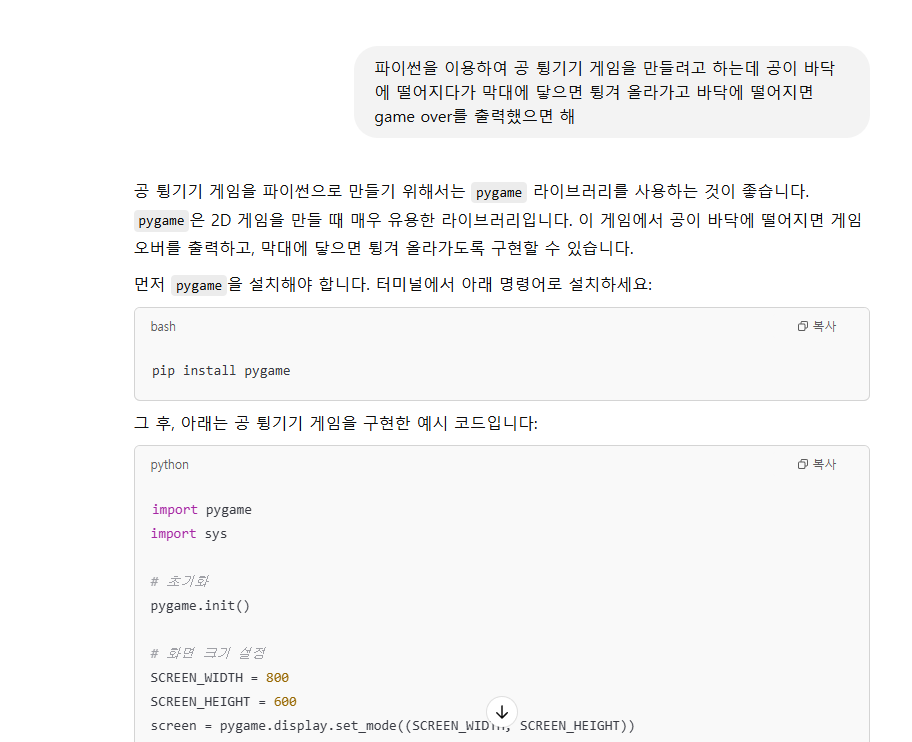 파이썬을 이용하여 공 튕기기 게임을 만들려고 하는데 공이 바닥
에 떨어지다가 막대에 닿으면 튕겨 올라가고 바닥에 떨어지면
game over를 출력했으면 해
공 튕기기 게임을 파이썬으로 만들기 위해서는 pygame 라이브러리를 사용하는 것이 좋습니다.
pygame은 2D 게임을 만들 때 매우 유용한 라이브러리입니다. 이 게임에서 공이 바닥에 떨어지면 게임
오버를 출력하고, 막대에 닿으면 튕겨 올라가도록 구현할 수 있습니다.
먼저 pygame을 설치해야 합니다. 터미널에서 아래 명령어로 설치하세요:
bash 복사
pip install pygame
그 후, 아래는 공 튕기기 게임을 구현한 예시 코드입니다:
python 복사
import pygame
import sys
# 초기화
pygame.init()
# 화면 크기 설정
SCREEN_WIDTH = 800
SCREEN_HEIGHT = 600
screen = pygame.display.set_mode((SCREEN_WIDTH, SCREEN_HEIGHT))